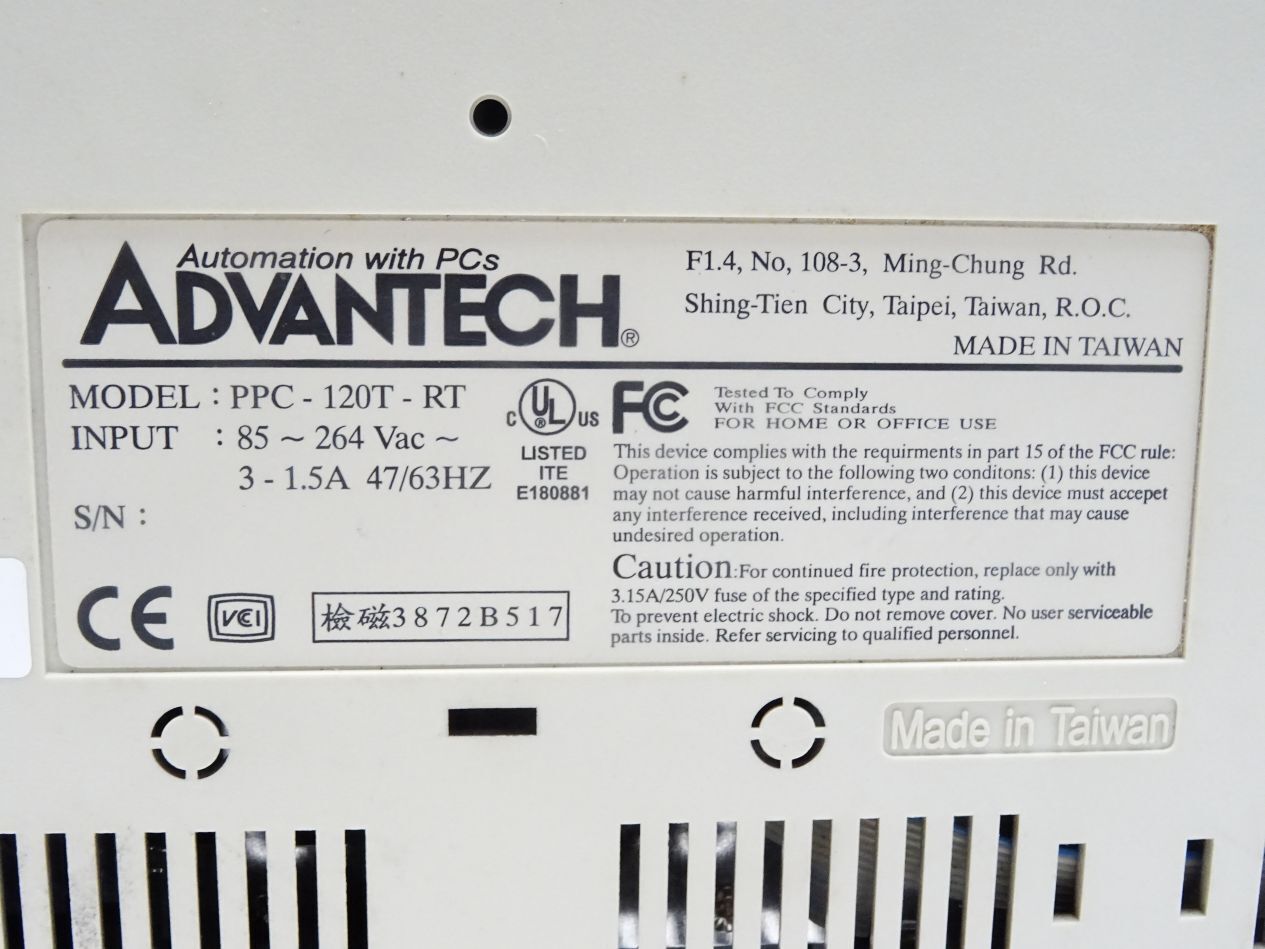 Automation with PCs
ADVANTECH®
F1.4, No, 108-3, Ming-Chung Rd.
Shing-Tien City, Taipei, Taiwan, R.O.C.
MADE IN TAIWAN
MODEL : PPC - 120T - RT
INPUT : 85 ~ 264 Vac ~
3 - 1.5A 47/63HZ
S/N :
C UL® US
LISTED
ITE
E180881
FC
Tested To Comply
With FCC Standards
FOR HOME OR OFFICE USE
This device complies with the requirments in part 15 of the FCC rule:
Operation is subject to the following two conditons: (1) this device
may not cause harmful interference, and (2) this device must accepet
any interference received, including interference that may cause
undesired operation.
Caution:For continued fire protection, replace only with
3.15A/250V fuse of the specified type and rating.
To prevent electric shock. Do not remove cover. No user serviceable
parts inside. Refer servicing to qualified personnel.
CE
VCI
檢磁3872B517
Made in Taiwan